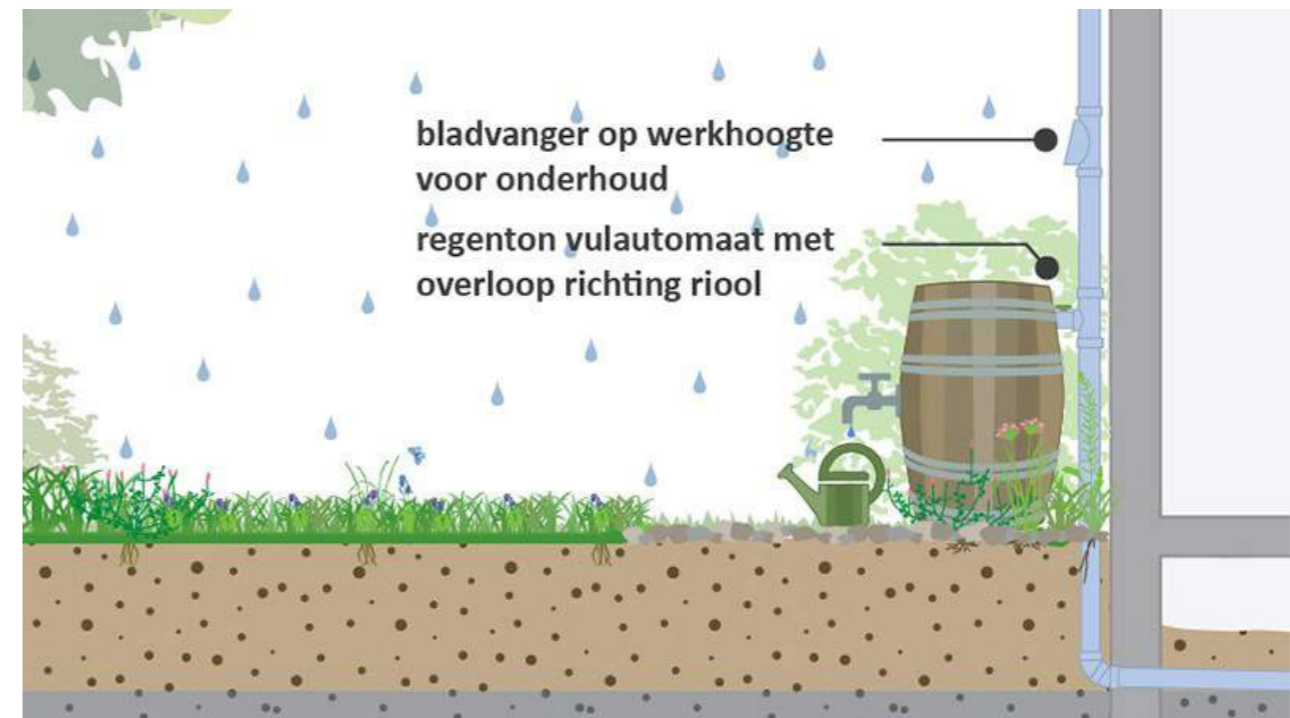 bladvanger op werkhoogte
voor onderhoud
regenton vulautomaat met
overloop richting riool